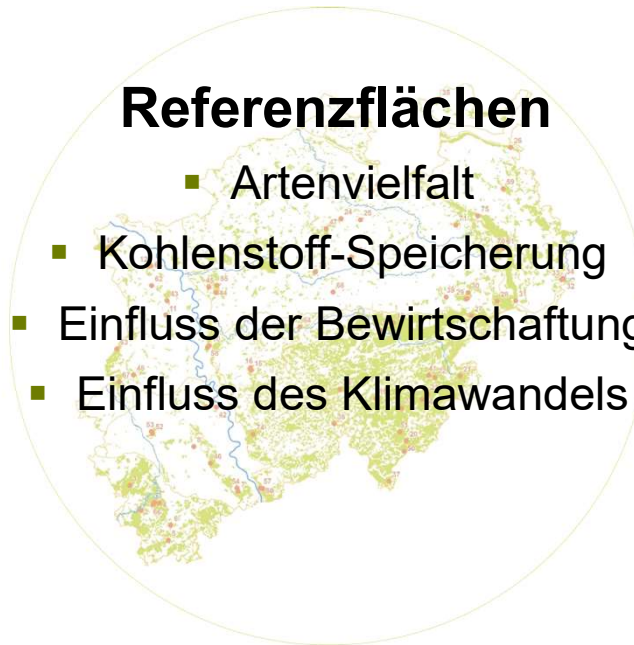 Referenzflächen
▪ Artenvielfalt
▪ Kohlenstoff-Speicherung
▪ Einfluss der Bewirtschaftung
▪ Einfluss des Klimawandels